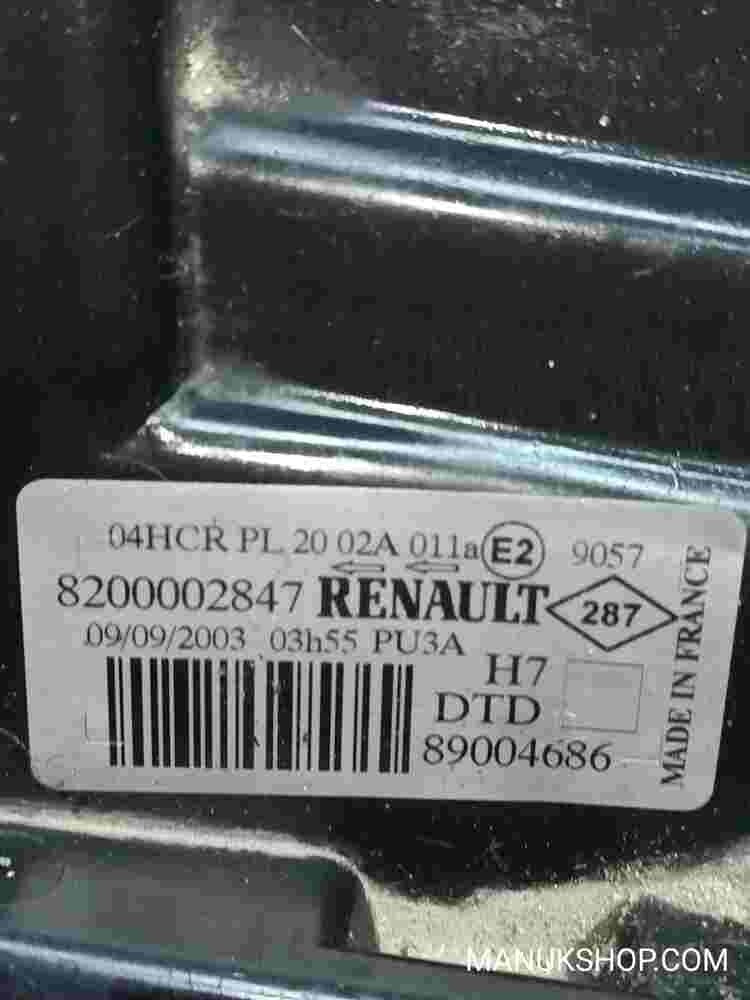 04HCR PL 20 02A 011a E2 9057
8200002847 RENAULT 287
09/09/2003 03h55 PU3A
H7
DTD
89004686
MADE IN FRANCE
MANUKSHOP.COM